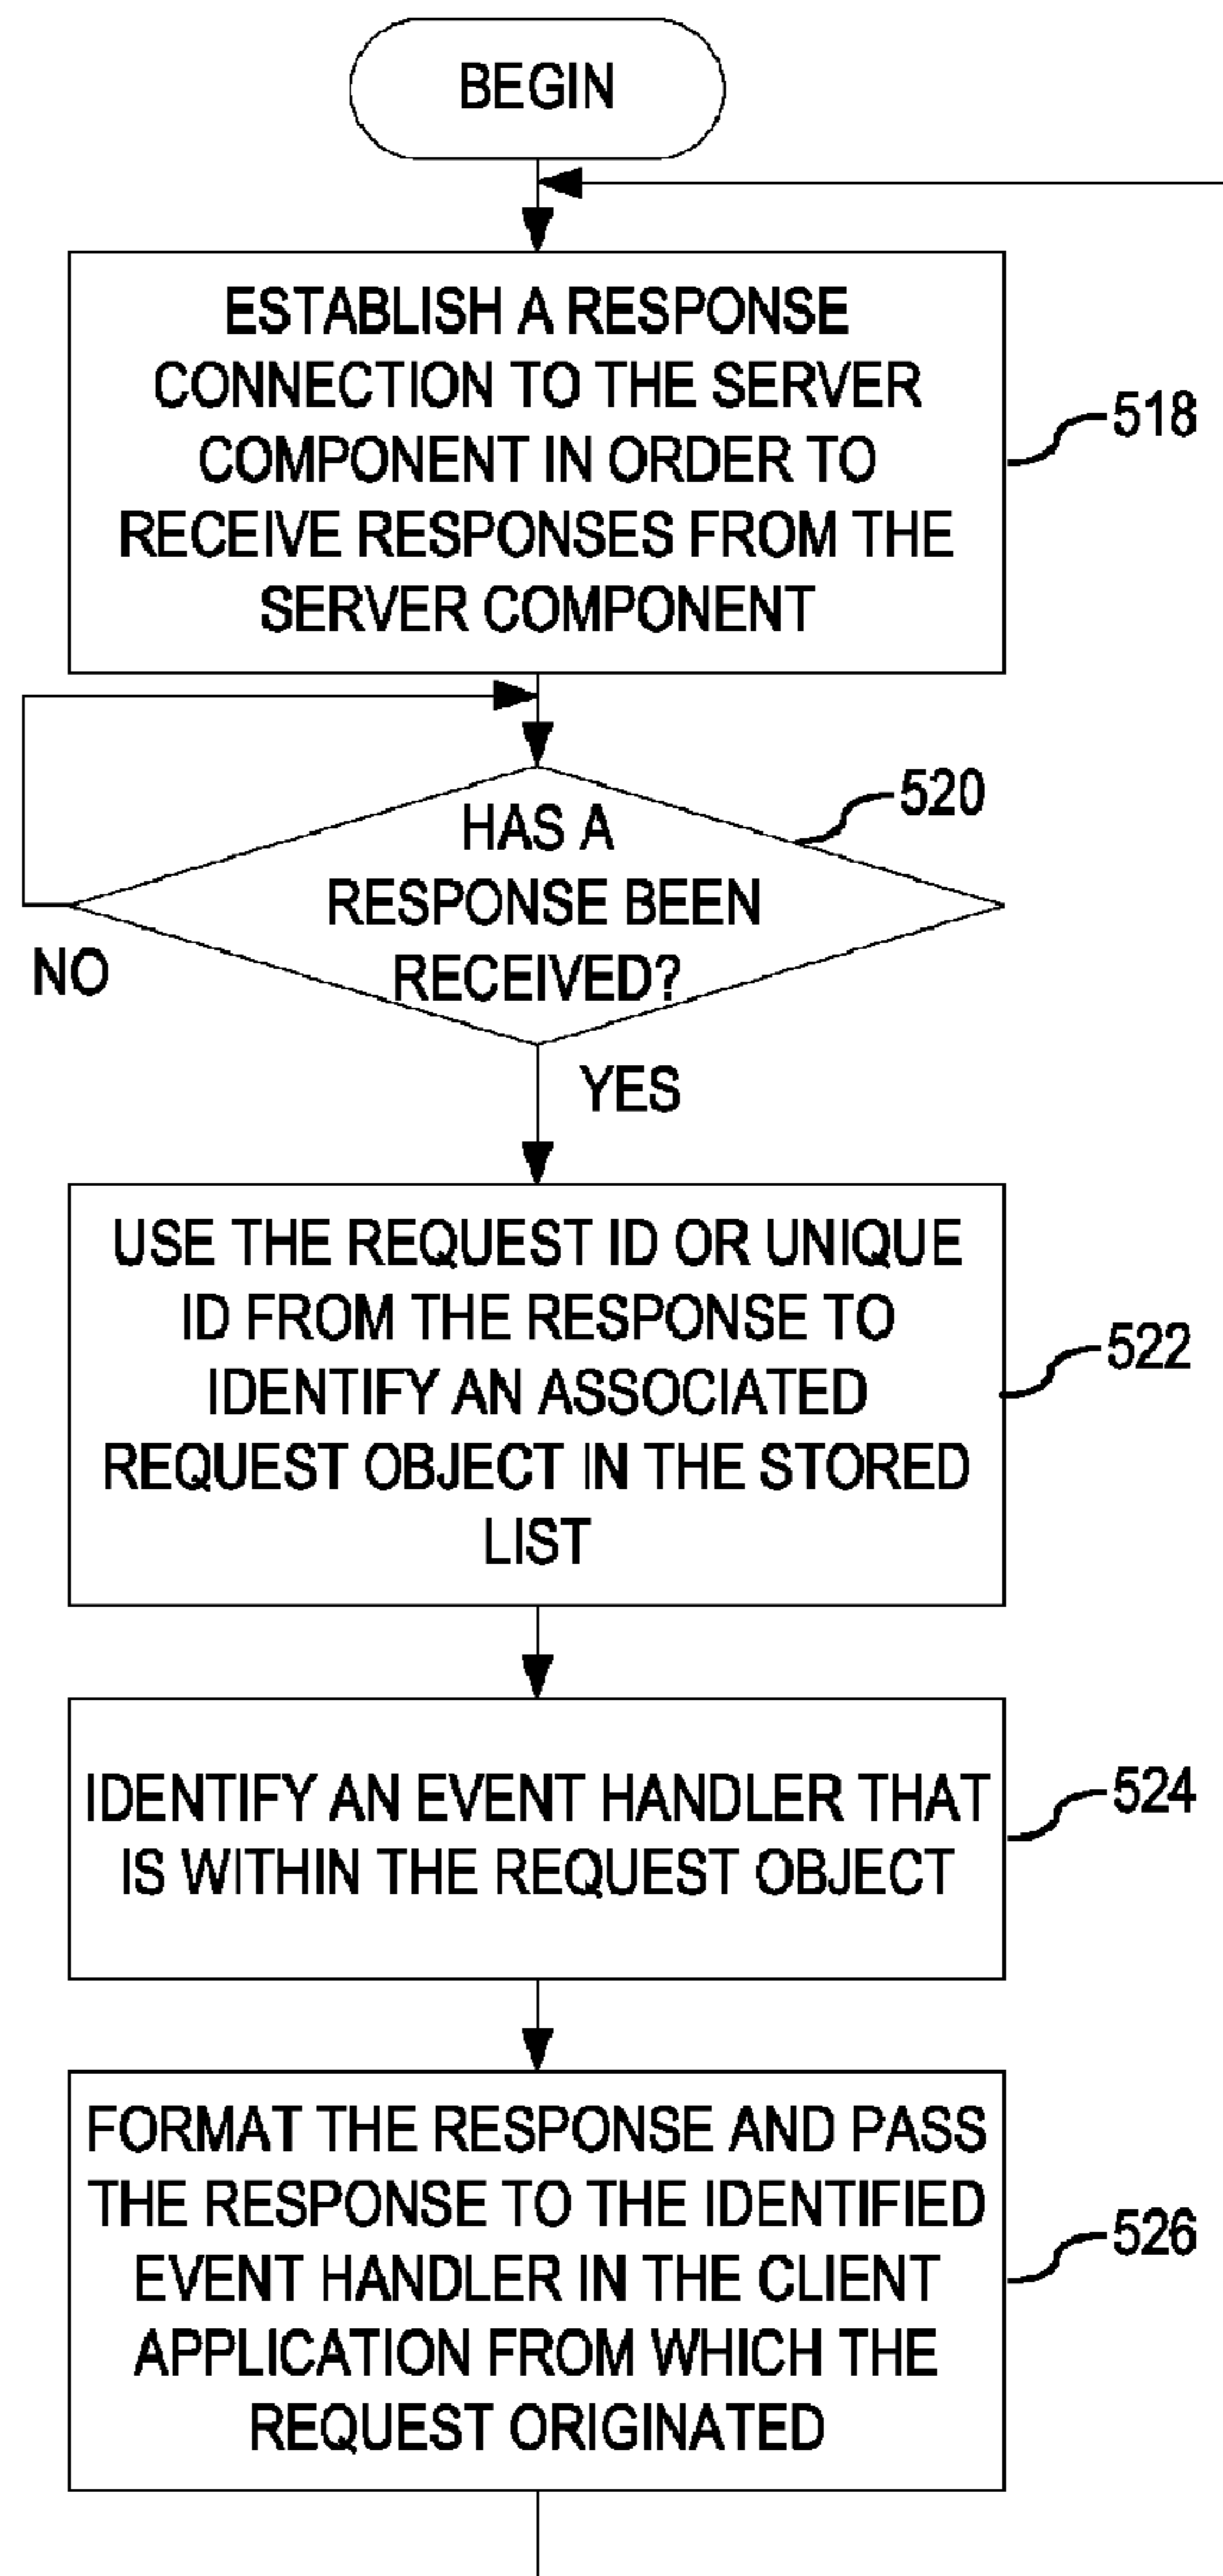 BEGIN
ESTABLISH A RESPONSE
CONNECTION TO THE SERVER
COMPONENT IN ORDER TO
RECEIVE RESPONSES FROM THE
SERVER COMPONENT
518
HAS A
RESPONSE BEEN
RECEIVED?
520
NO
YES
USE THE REQUEST ID OR UNIQUE
ID FROM THE RESPONSE TO
IDENTIFY AN ASSOCIATED
REQUEST OBJECT IN THE STORED
LIST
522
IDENTIFY AN EVENT HANDLER THAT
IS WITHIN THE REQUEST OBJECT
524
FORMAT THE RESPONSE AND PASS
THE RESPONSE TO THE IDENTIFIED
EVENT HANDLER IN THE CLIENT
APPLICATION FROM WHICH THE
REQUEST ORIGINATED
526